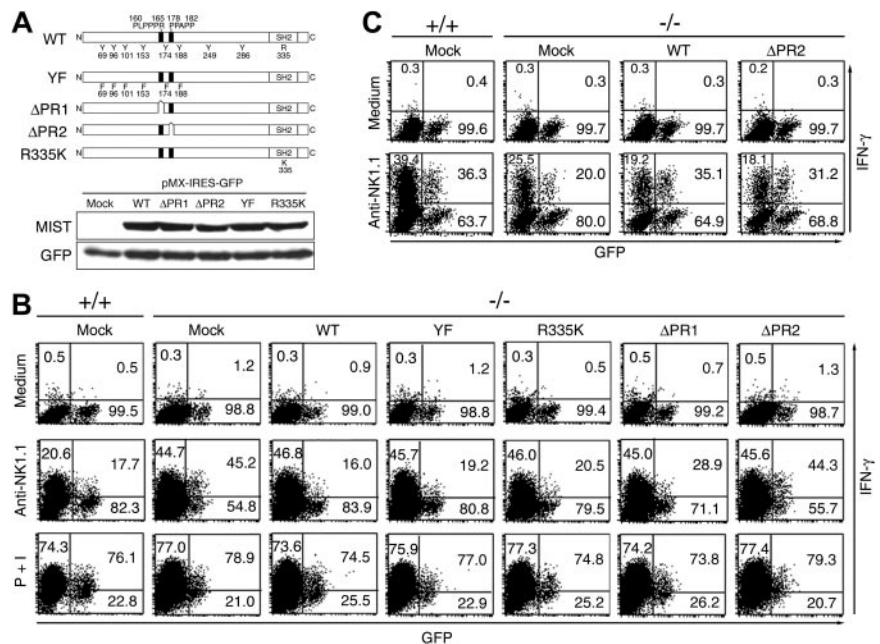 A
160 165 178 182
PLPPPR PPAPP
WT N SH2 C
Y Y Y Y Y Y Y Y R
69 96 101 153 174 188 249 286 335
YF N SH2 C
F F F F F F
69 96 101 153 174 188
ΔPR1 N SH2 C
ΔPR2 N SH2 C
R335K N SH2 C
K
335
pMX-IRES-GFP
Mock WT ΔPR1 ΔPR2 YF R335K
MIST
GFP
C
+/+ -/-
Mock Mock WT ΔPR2
Medium
0.3 0.4 99.6
0.3 0.3 99.7
0.3 0.3 99.7
0.2 0.3 99.7
Anti-NK1.1
39.4 36.3 63.7
25.5 20.0 80.0
19.2 35.1 64.9
18.1 31.2 68.8
IFN-γ
GFP
B
+/+ -/-
Mock Mock WT YF R335K ΔPR1 ΔPR2
Medium
0.5 0.5 99.5
0.3 1.2 98.8
0.3 0.9 99.0
0.3 1.2 98.8
0.3 0.5 99.4
0.5 0.7 99.2
0.5 1.3 98.7
Anti-NK1.1
20.6 17.7 82.3
44.7 45.2 54.8
46.8 16.0 83.9
45.7 19.2 80.8
46.0 20.5 79.5
45.0 28.9 71.1
45.6 44.3 55.7
P + I
74.3 76.1 22.8
77.0 78.9 21.0
73.6 74.5 25.5
75.9 77.0 22.9
77.3 74.8 25.2
74.2 73.8 26.2
77.4 79.3 20.7
IFN-γ
GFP